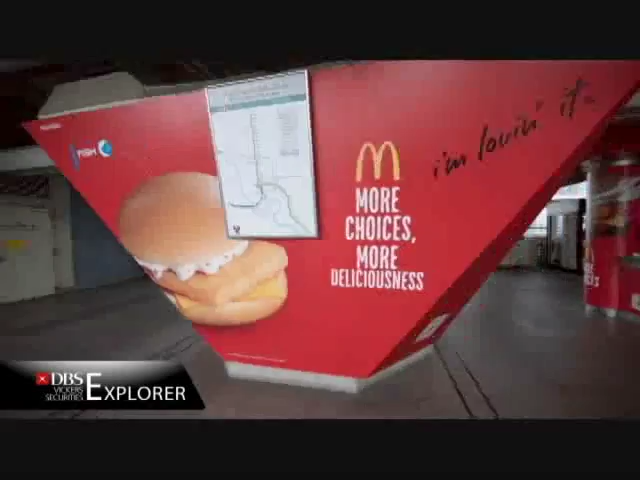 i'm lovin' it
MORE
CHOICES,
MORE
DELICIOUSNESS
DBS
VICKERS
SECURITIES
EXPLORER